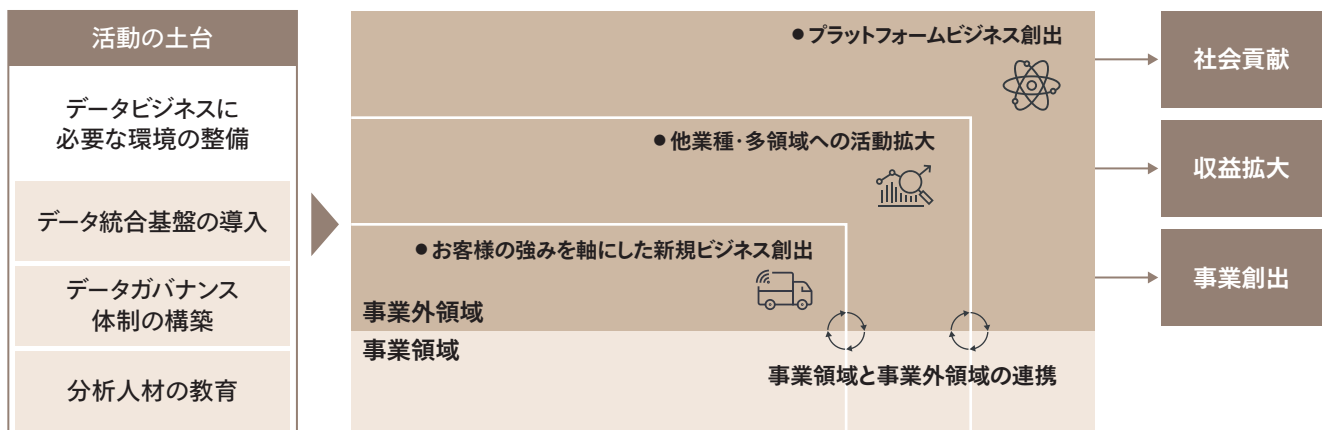 活動の土台
データビジネスに
必要な環境の整備
データ統合基盤の導入
データガバナンス
体制の構築
分析人材の教育
●プラットフォームビジネス創出
●他業種・多領域への活動拡大
●お客様の強みを軸にした新規ビジネス創出
事業外領域
事業領域
事業領域と事業外領域の連携
社会貢献
収益拡大
事業創出